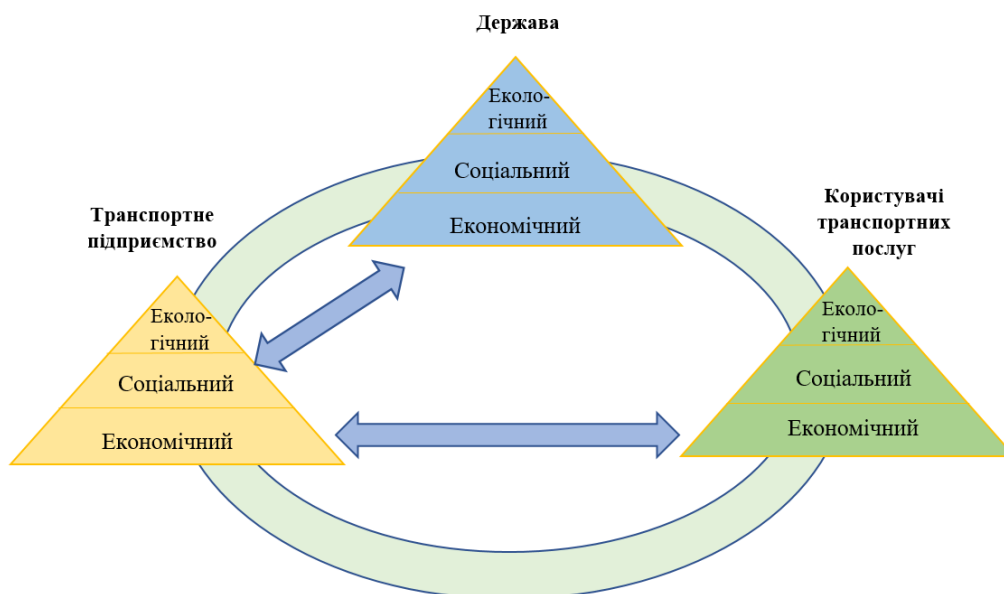 Держава
Еколо-
гічний
Соціальний
Економічний
Транспортне
підприємство
Еколо-
гічний
Соціальний
Економічний
Користувачі
транспортних
послуг
Еколо-
гічний
Соціальний
Економічний